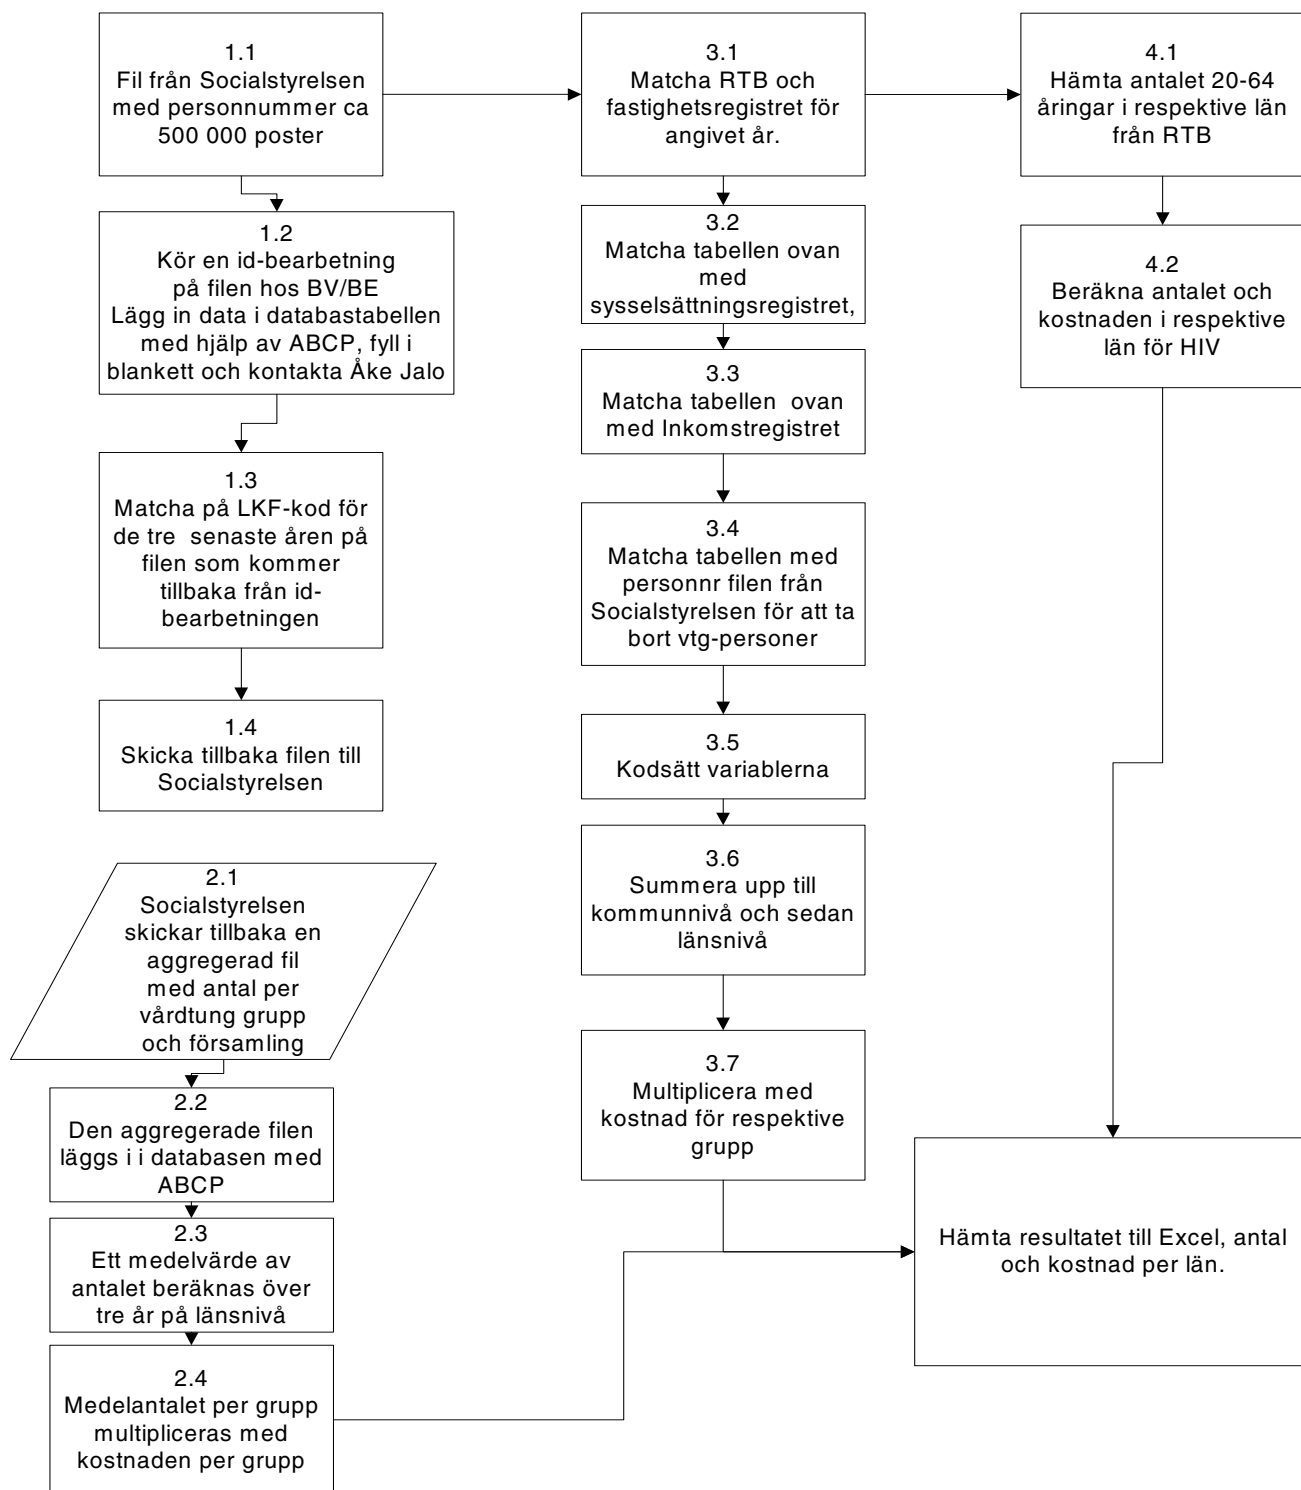 1.1
Fil från Socialstyrelsen
med personnummer ca
500 000 poster
1.2
Kör en id-bearbetning
på filen hos BV/BE
Lägg in data i databastabellen
med hjälp av ABCP, fyll i
blankett och kontakta Åke Jalo
1.3
Matcha på LKF-kod för
de tre senaste åren på
filen som kommer
tillbaka från id-
bearbetningen
1.4
Skicka tillbaka filen till
Socialstyrelsen
2.1
Socialstyrelsen
skickar tillbaka en
aggregerad fil
med antal per
vårdtung grupp
och församling
2.2
Den aggregerade filen
läggs i i databasen med
ABCP
2.3
Ett medelvärde av
antalet beräknas över
tre år på länsnivå
2.4
Medelantalet per grupp
multipliceras med
kostnaden per grupp
3.1
Matcha RTB och
fastighetsregistret för
angivet år.
3.2
Matcha tabellen ovan
med
sysselsättningsregistret,
3.3
Matcha tabellen ovan
med Inkomstregistret
3.4
Matcha tabellen med
personnr filen från
Socialstyrelsen för att ta
bort vtg-personer
3.5
Kodsätt variablerna
3.6
Summera upp till
kommunnivå och sedan
länsnivå
3.7
Multiplicera med
kostnad för respektive
grupp
4.1
Hämta antalet 20-64
åringar i respektive län
från RTB
4.2
Beräkna antalet och
kostnaden i respektive
län för HIV
Hämta resultatet till Excel, antal
och kostnad per län.